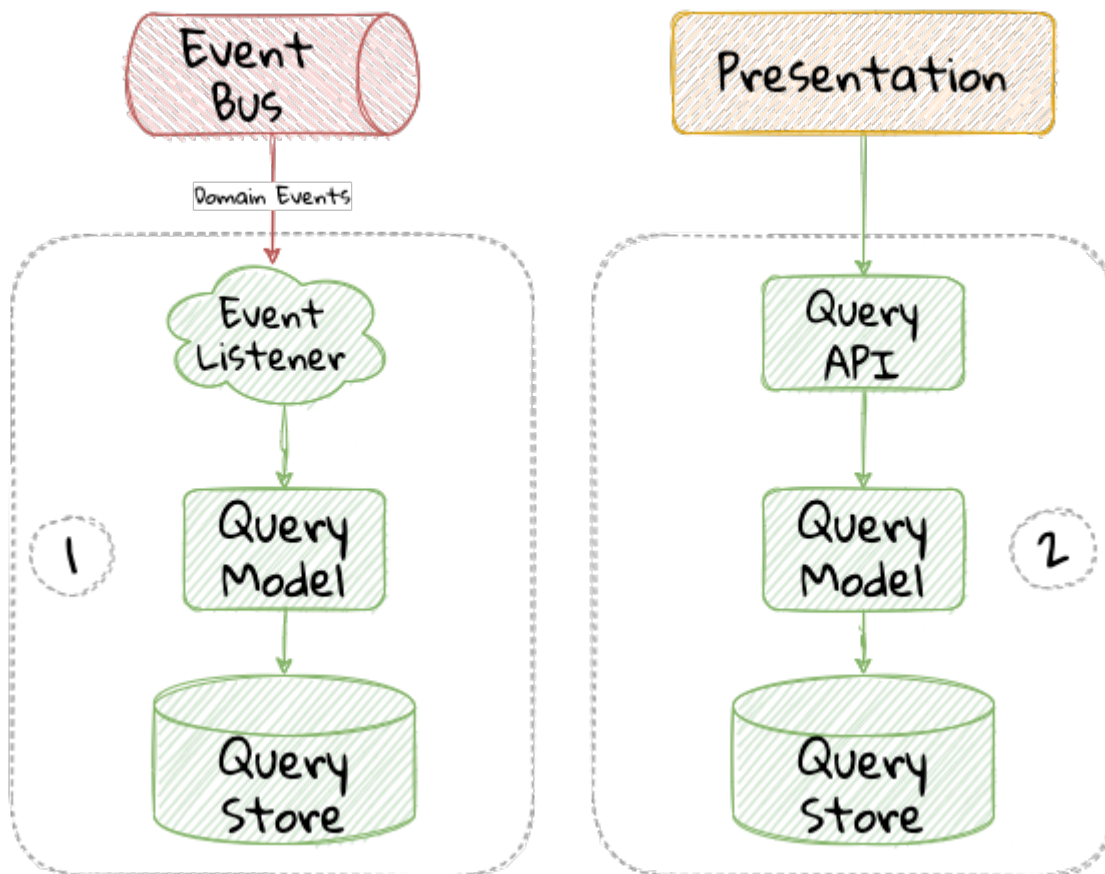 Event
Bus
Domain Events
Event
Listener
Query
Model
1
Query
Store
Presentation
Query
API
Query
Model
2
Query
Store